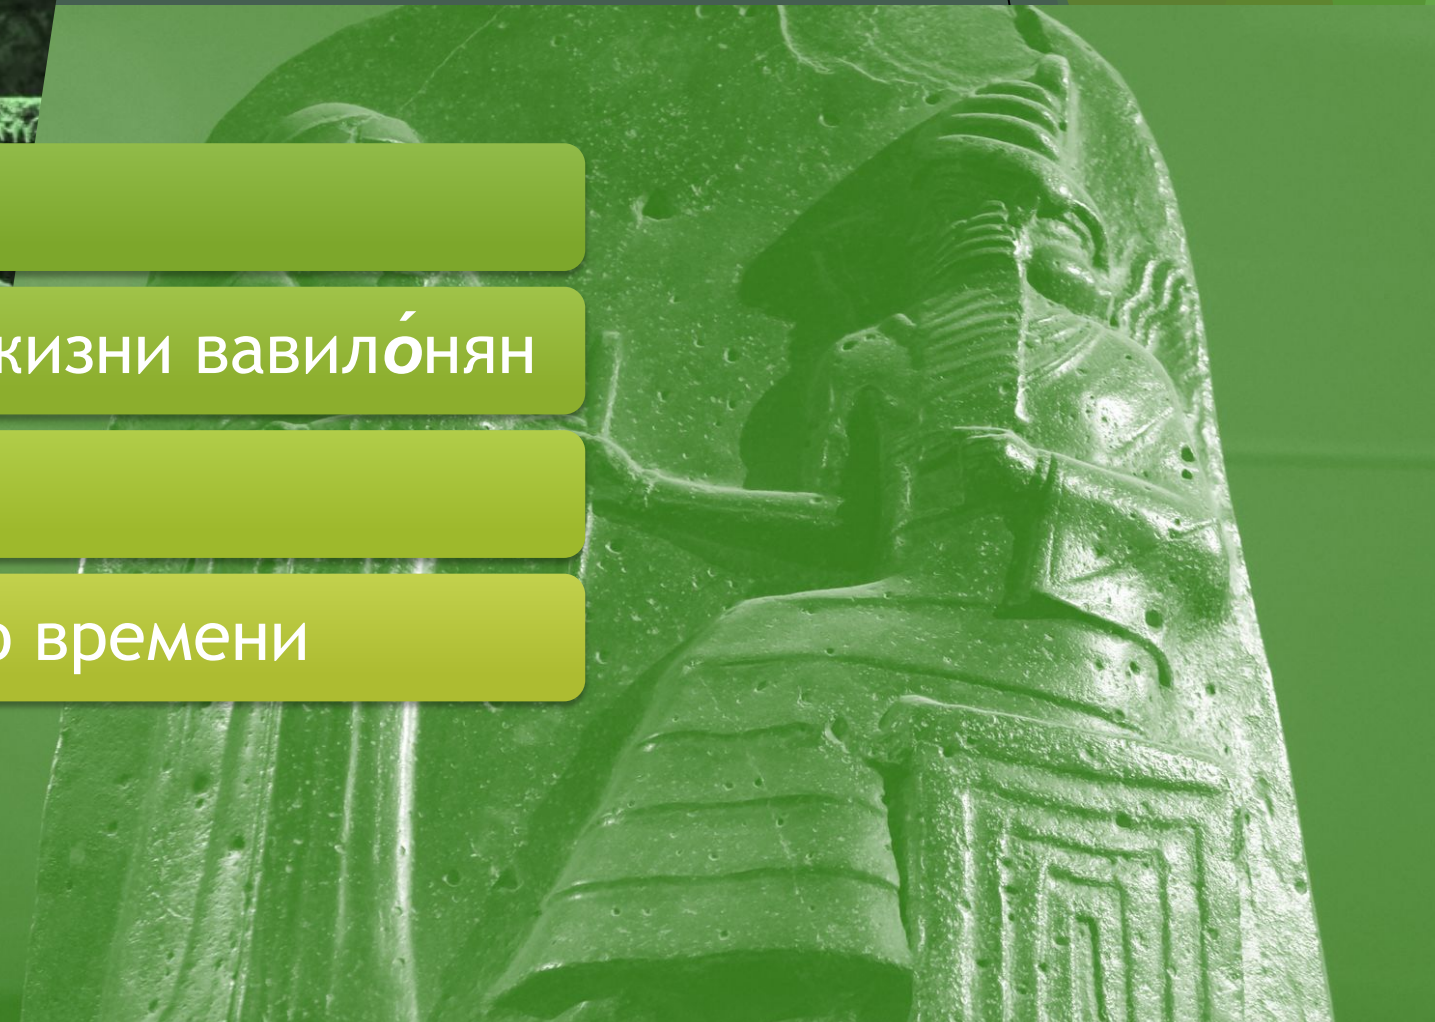 жизни вавило́нян
времени